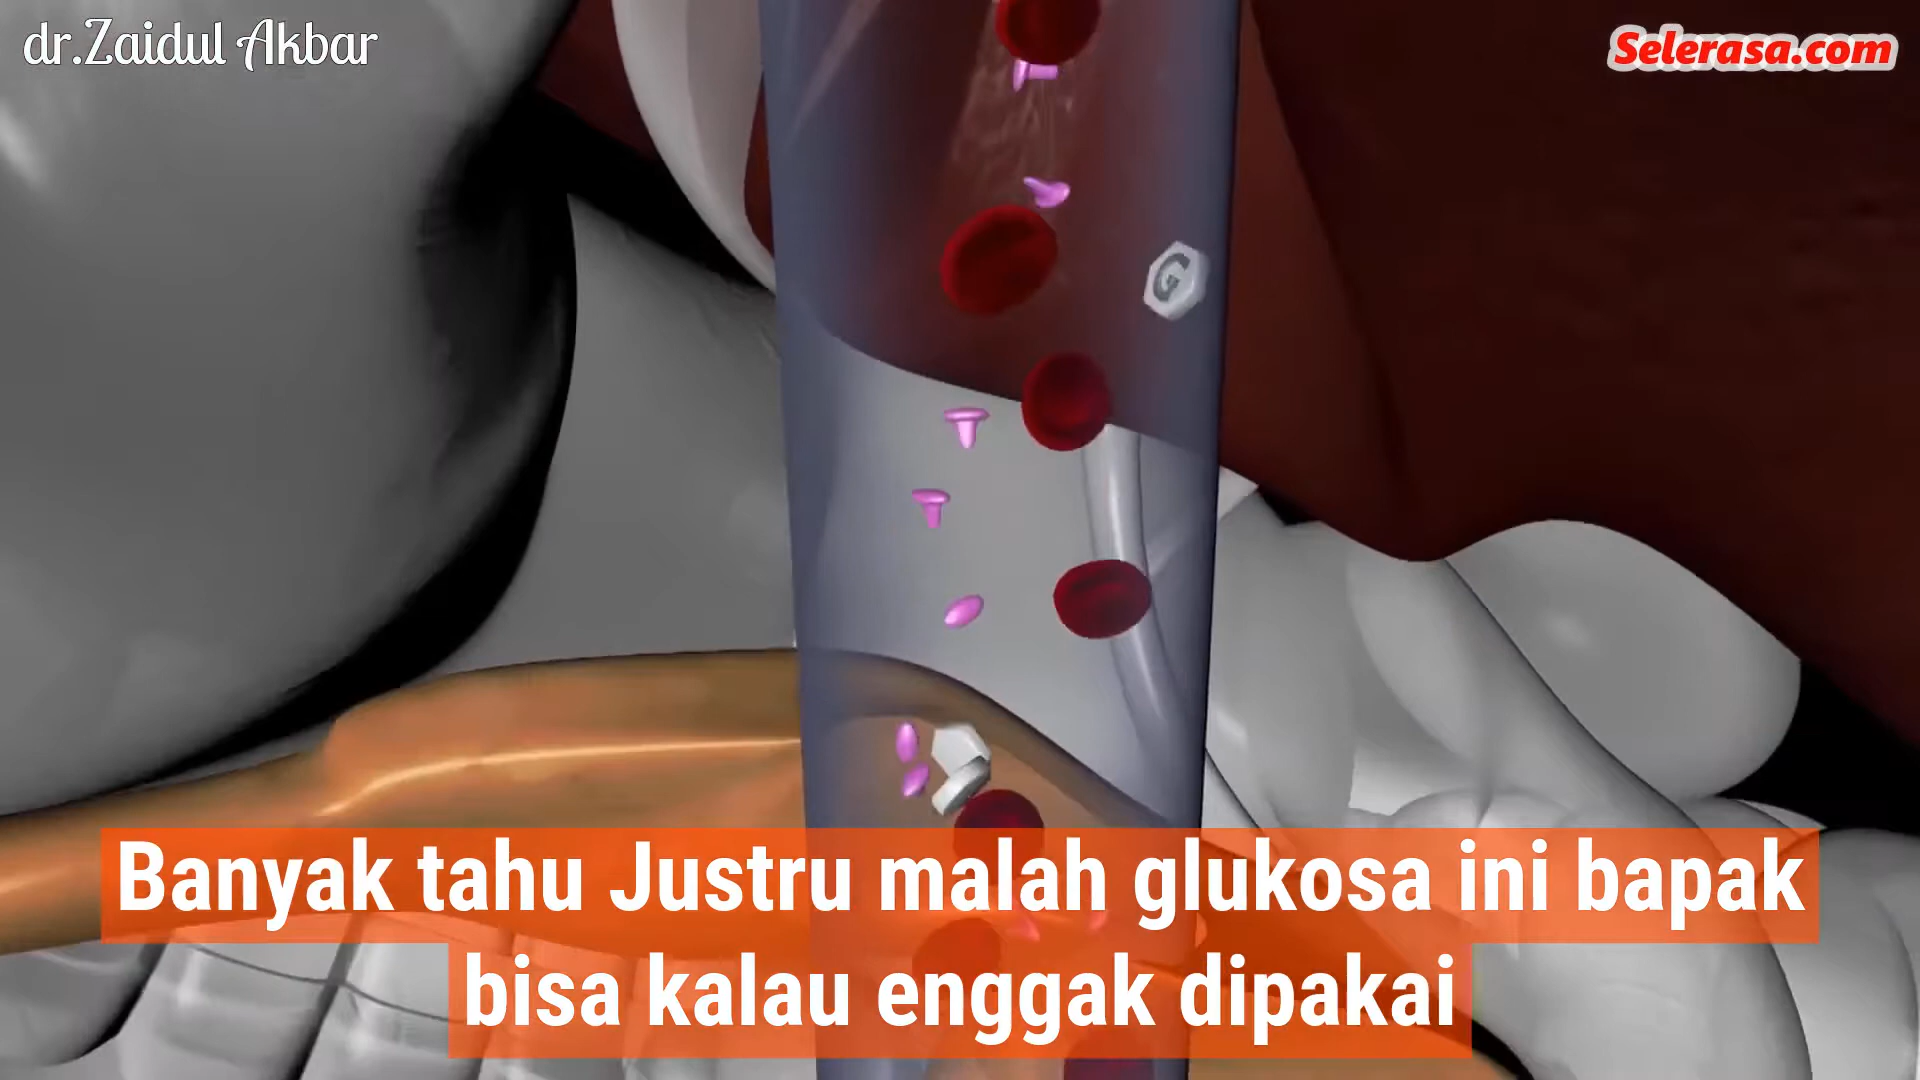 dr.Zaidul Akbar
Selerasa.com
G
Banyak tahu Justru malah glukosa ini bapak
bisa kalau enggak dipakai